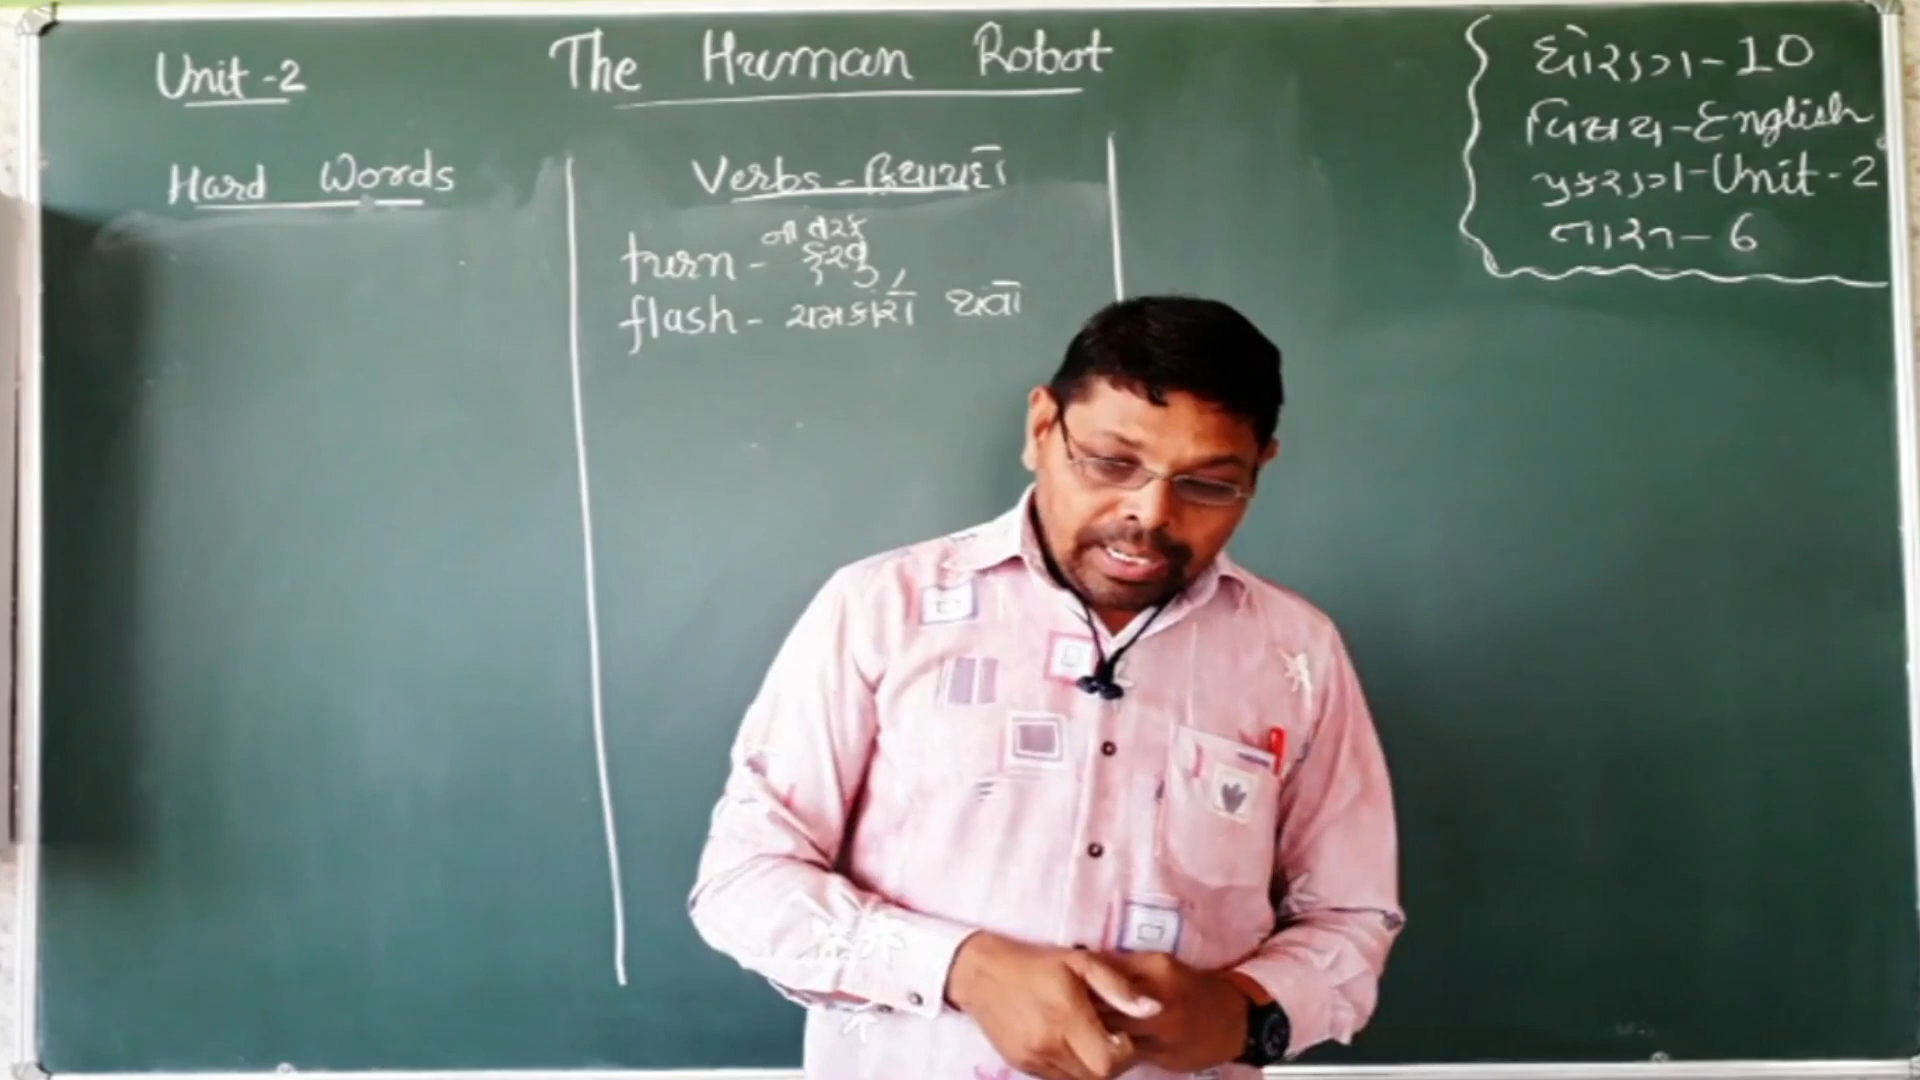 Unit-2
The Human Robot
ધોરણ-10
વિષય-English
પ્રકરણ-Unit-2
તાસ-6
Hard Words
Verbs-ક્રિયાપદો
turn - ની તરફ ફરવું
flash - ચમકારો થવો